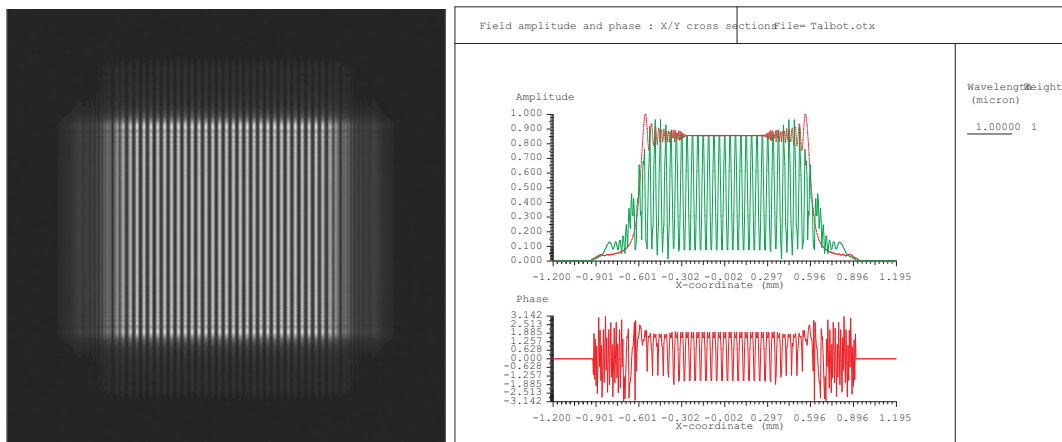 Field amplitude and phase : X/Y cross sections File= Talbot.otx
Wavelength Weight
(micron)
1.00000 1
Amplitude
1.000
0.900
0.800
0.700
0.600
0.500
0.400
0.300
0.200
0.100
0.000
-1.200 -0.901 -0.601 -0.302 -0.002 0.297 0.596 0.896 1.195
X-coordinate (mm)
Phase
3.142
2.513
1.885
1.257
0.628
0.000
-0.628
-1.257
-1.885
-2.513
-3.142
-1.200 -0.901 -0.601 -0.302 -0.002 0.297 0.596 0.896 1.195
X-coordinate (mm)